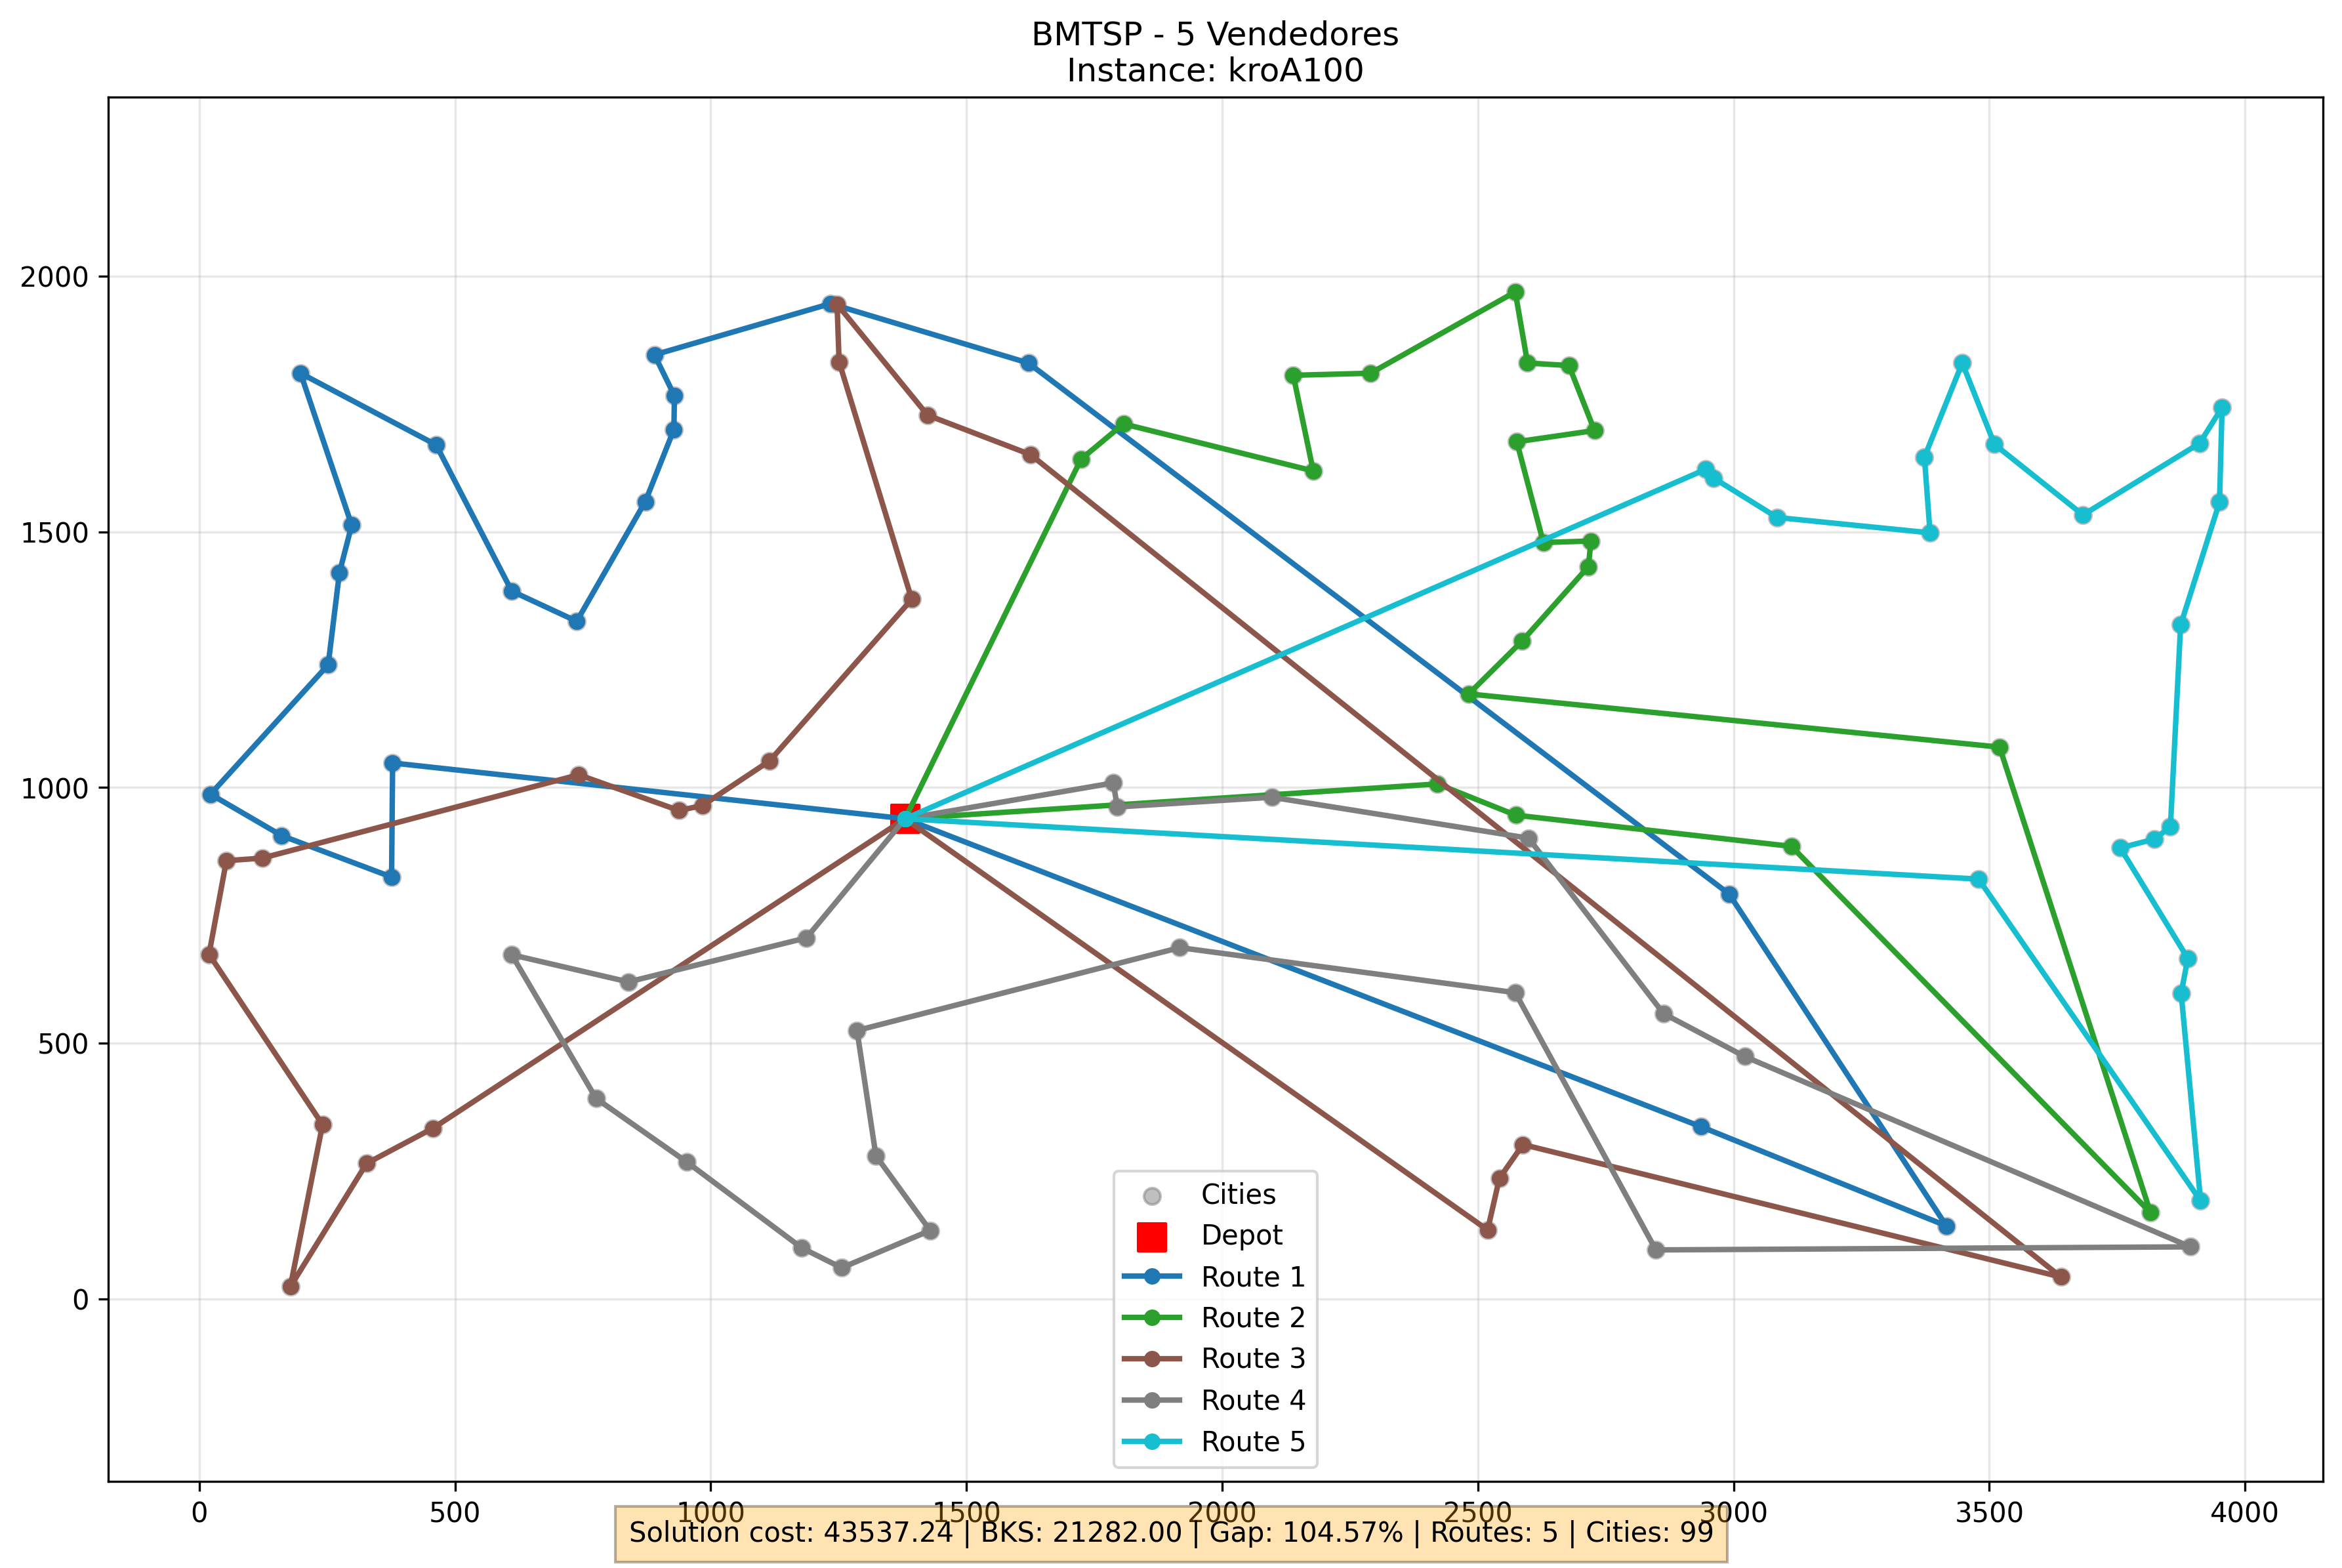 BMTSP - 5 Vendedores
Instance: kroA100
2000
1500
1000
500
0
Cities
Depot
Route 1
Route 2
Route 3
Route 4
Route 5
0 500 1000 1500 2000 2500 3000 3500 4000
Solution cost: 43537.24 | BKS: 21282.00 | Gap: 104.57% | Routes: 5 | Cities: 99